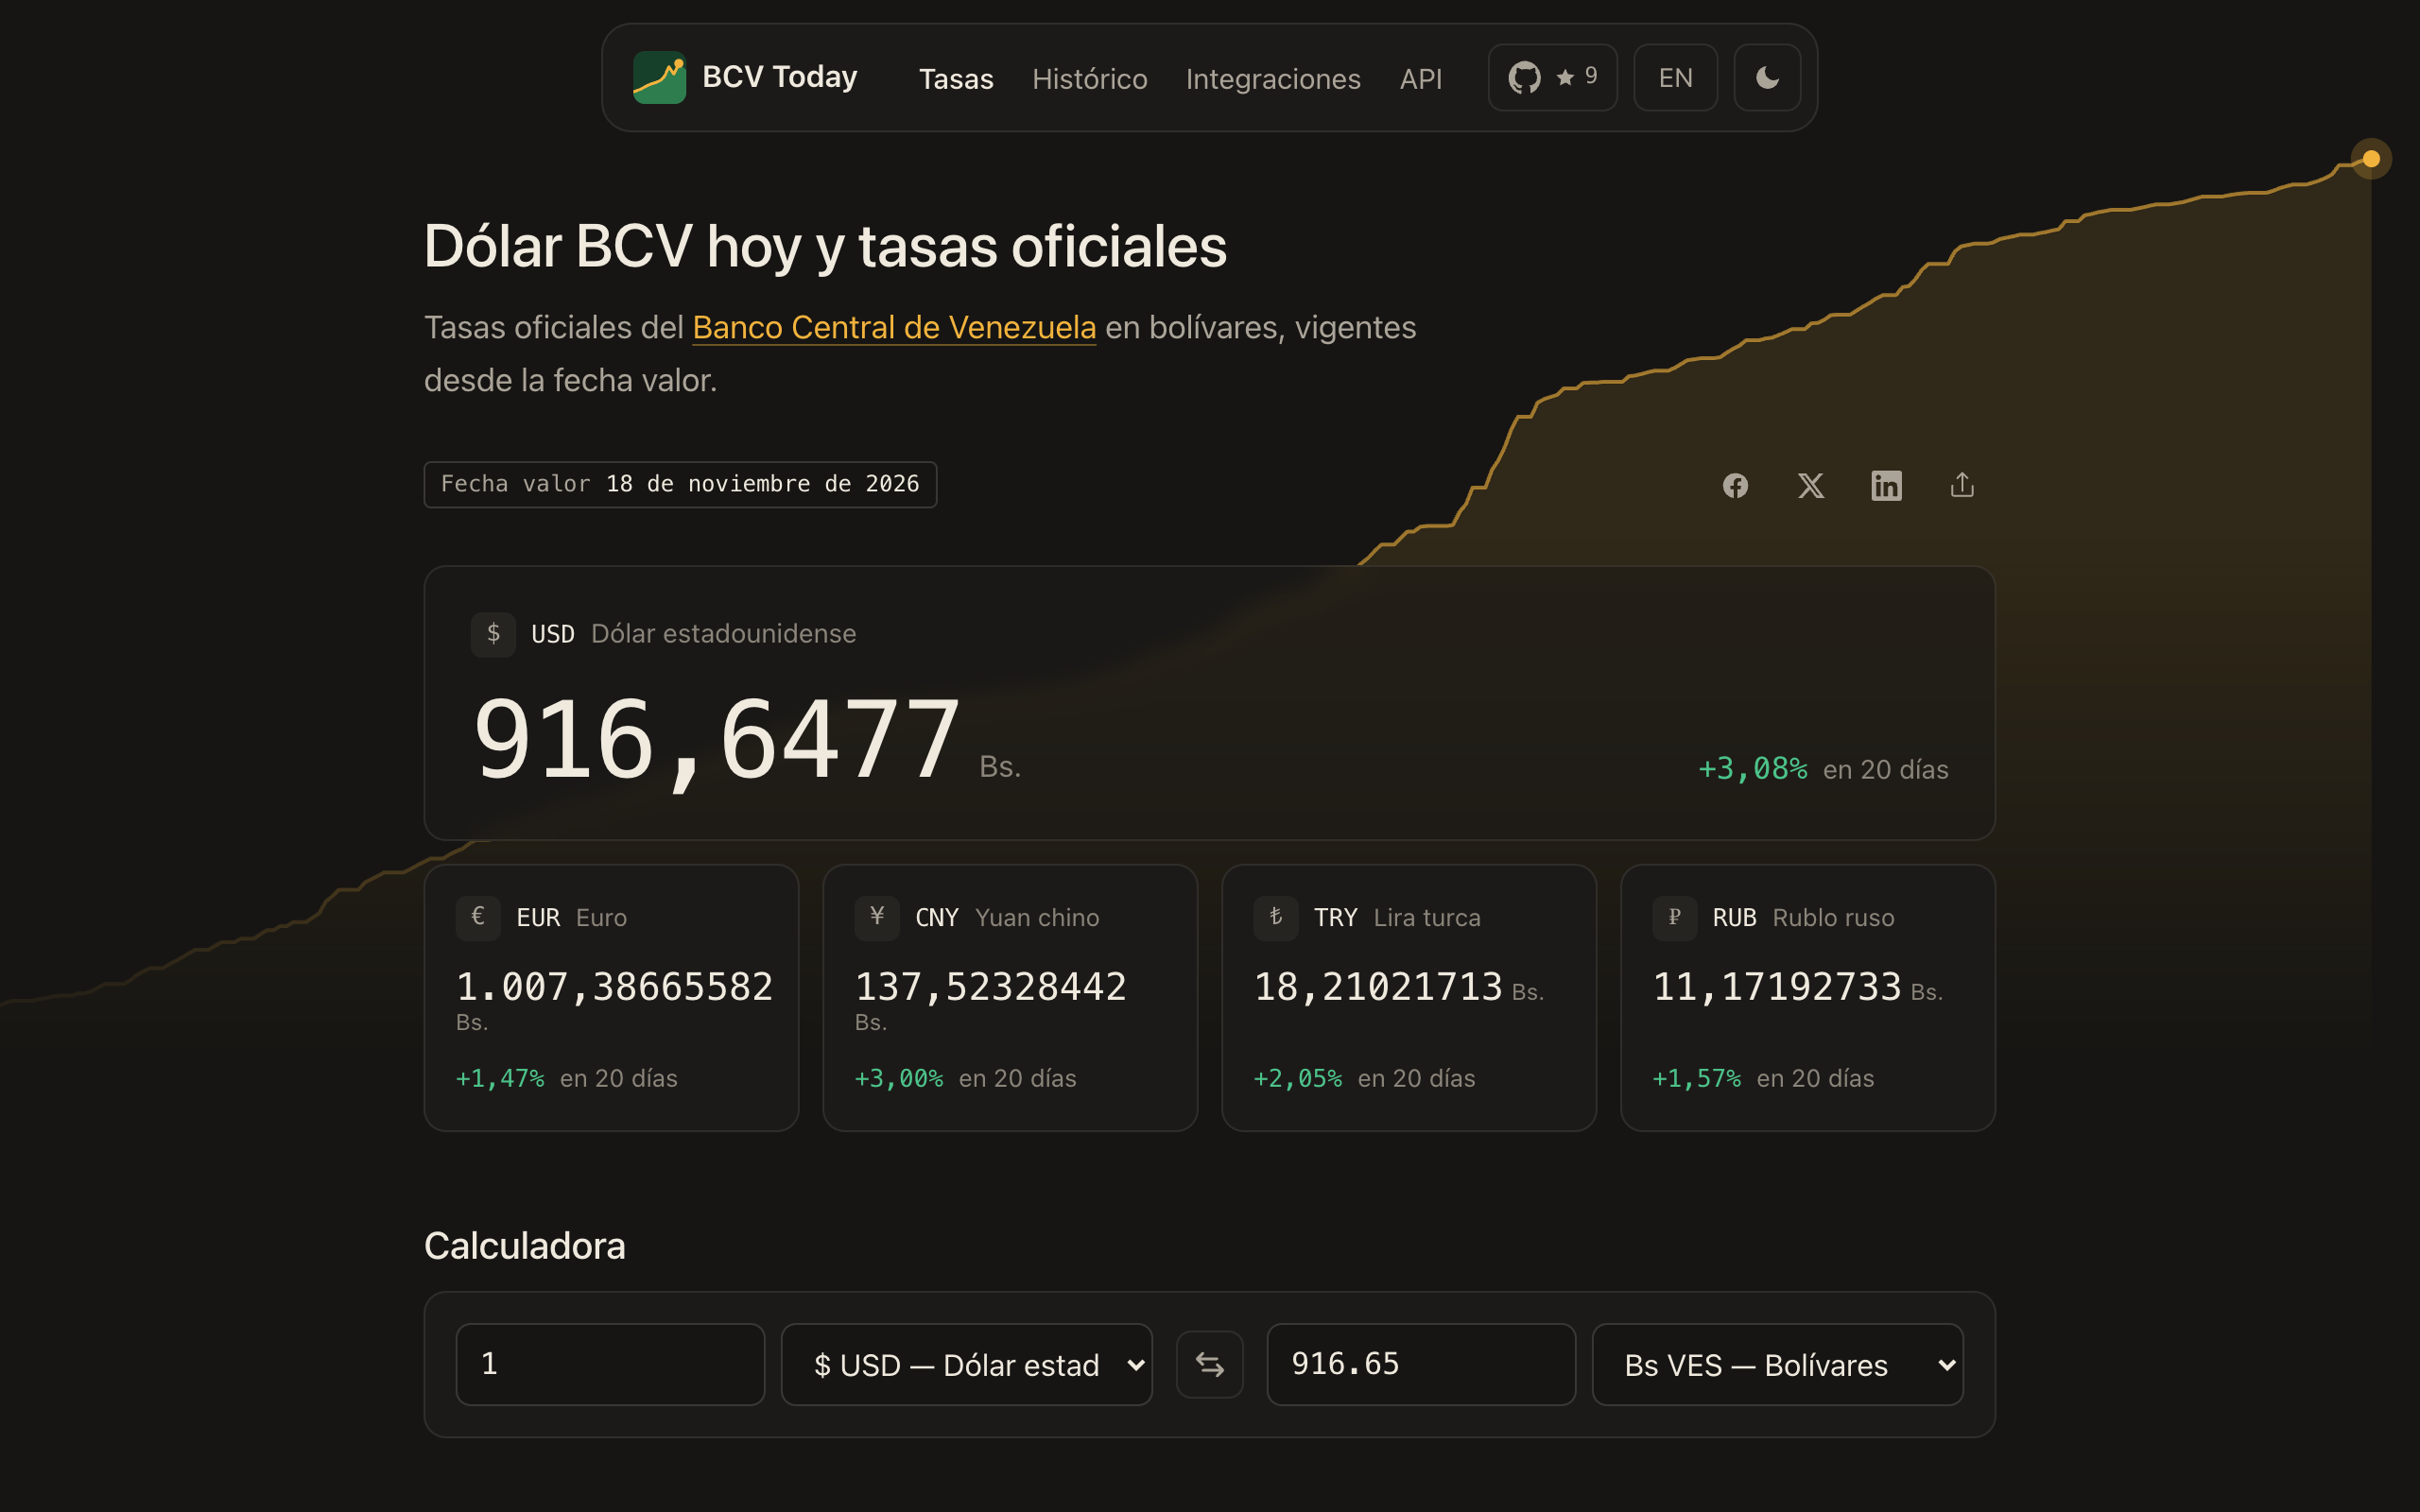 BCV Today Tasas Histórico Integraciones API ★ 9 EN
Dólar BCV hoy y tasas oficiales
Tasas oficiales del Banco Central de Venezuela en bolívares, vigentes
desde la fecha valor.
Fecha valor 18 de noviembre de 2026
$ USD Dólar estadounidense
916,6477 Bs.
+3,08% en 20 días
€ EUR Euro
1.007,38665582
Bs.
+1,47% en 20 días
¥ CNY Yuan chino
137,52328442
Bs.
+3,00% en 20 días
₺ TRY Lira turca
18,21021713 Bs.
+2,05% en 20 días
₽ RUB Rublo ruso
11,17192733 Bs.
+1,57% en 20 días
Calculadora
1 $ USD — Dólar estad 916.65 Bs VES — Bolívares